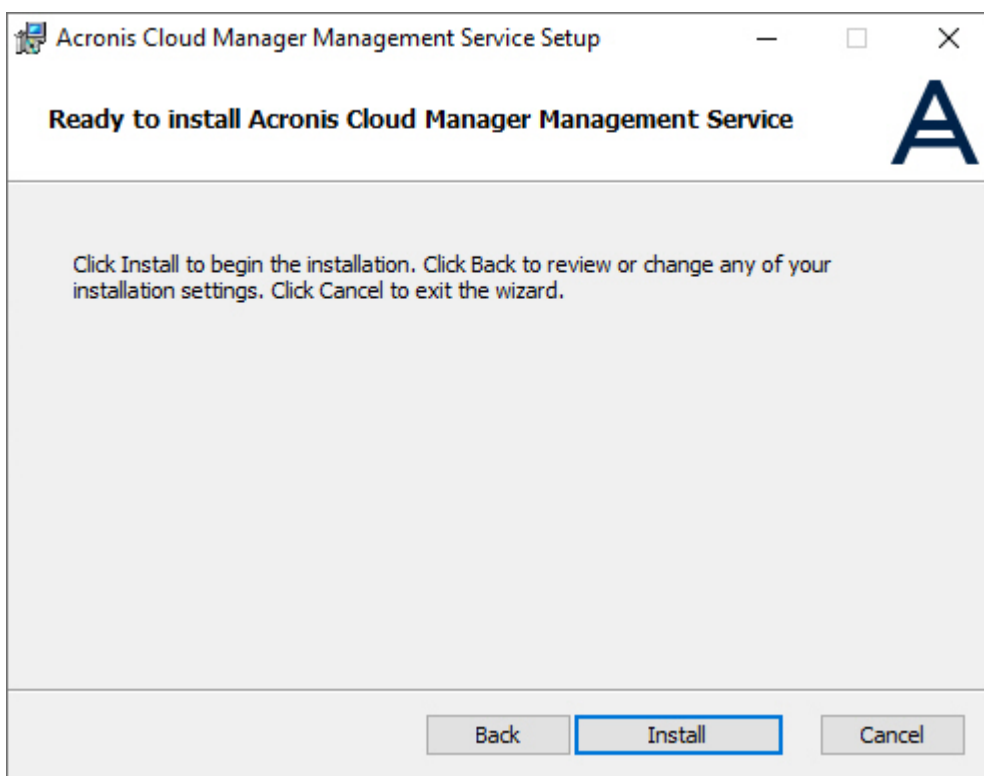 Acronis Cloud Manager Management Service Setup
Ready to install Acronis Cloud Manager Management Service
Click Install to begin the installation. Click Back to review or change any of your
installation settings. Click Cancel to exit the wizard.
Back Install Cancel